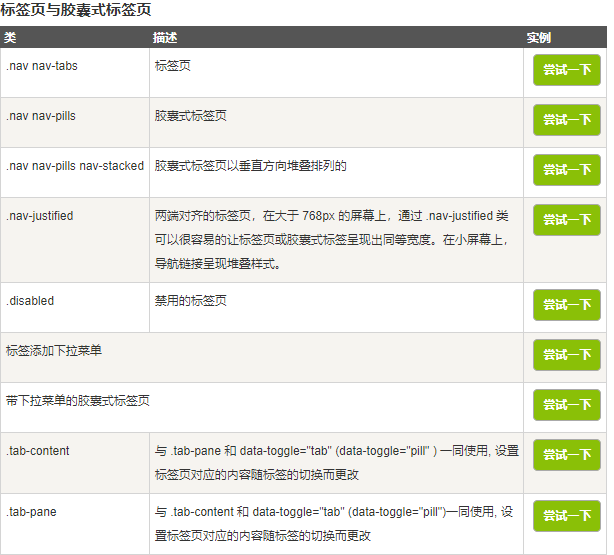 标签页与胶囊式标签页
类 描述 实例
.nav nav-tabs 标签页 尝试一下
.nav nav-pills 胶囊式标签页 尝试一下
.nav nav-pills nav-stacked 胶囊式标签页以垂直方向堆叠排列的 尝试一下
.nav-justified 两端对齐的标签页，在大于 768px 的屏幕上，通过 .nav-justified 类 尝试一下
可以很容易的让标签页或胶囊式标签呈现出同等宽度。在小屏幕上，
导航链接呈现堆叠样式。
.disabled 禁用的标签页 尝试一下
标签添加下拉菜单 尝试一下
带下拉菜单的胶囊式标签页 尝试一下
.tab-content 与 .tab-pane 和 data-toggle="tab" (data-toggle="pill" ) 一同使用, 设置 尝试一下
标签页对应的内容随标签的切换而更改
.tab-pane 与 .tab-content 和 data-toggle="tab" (data-toggle="pill")一同使用, 设 尝试一下
置标签页对应的内容随标签的切换而更改